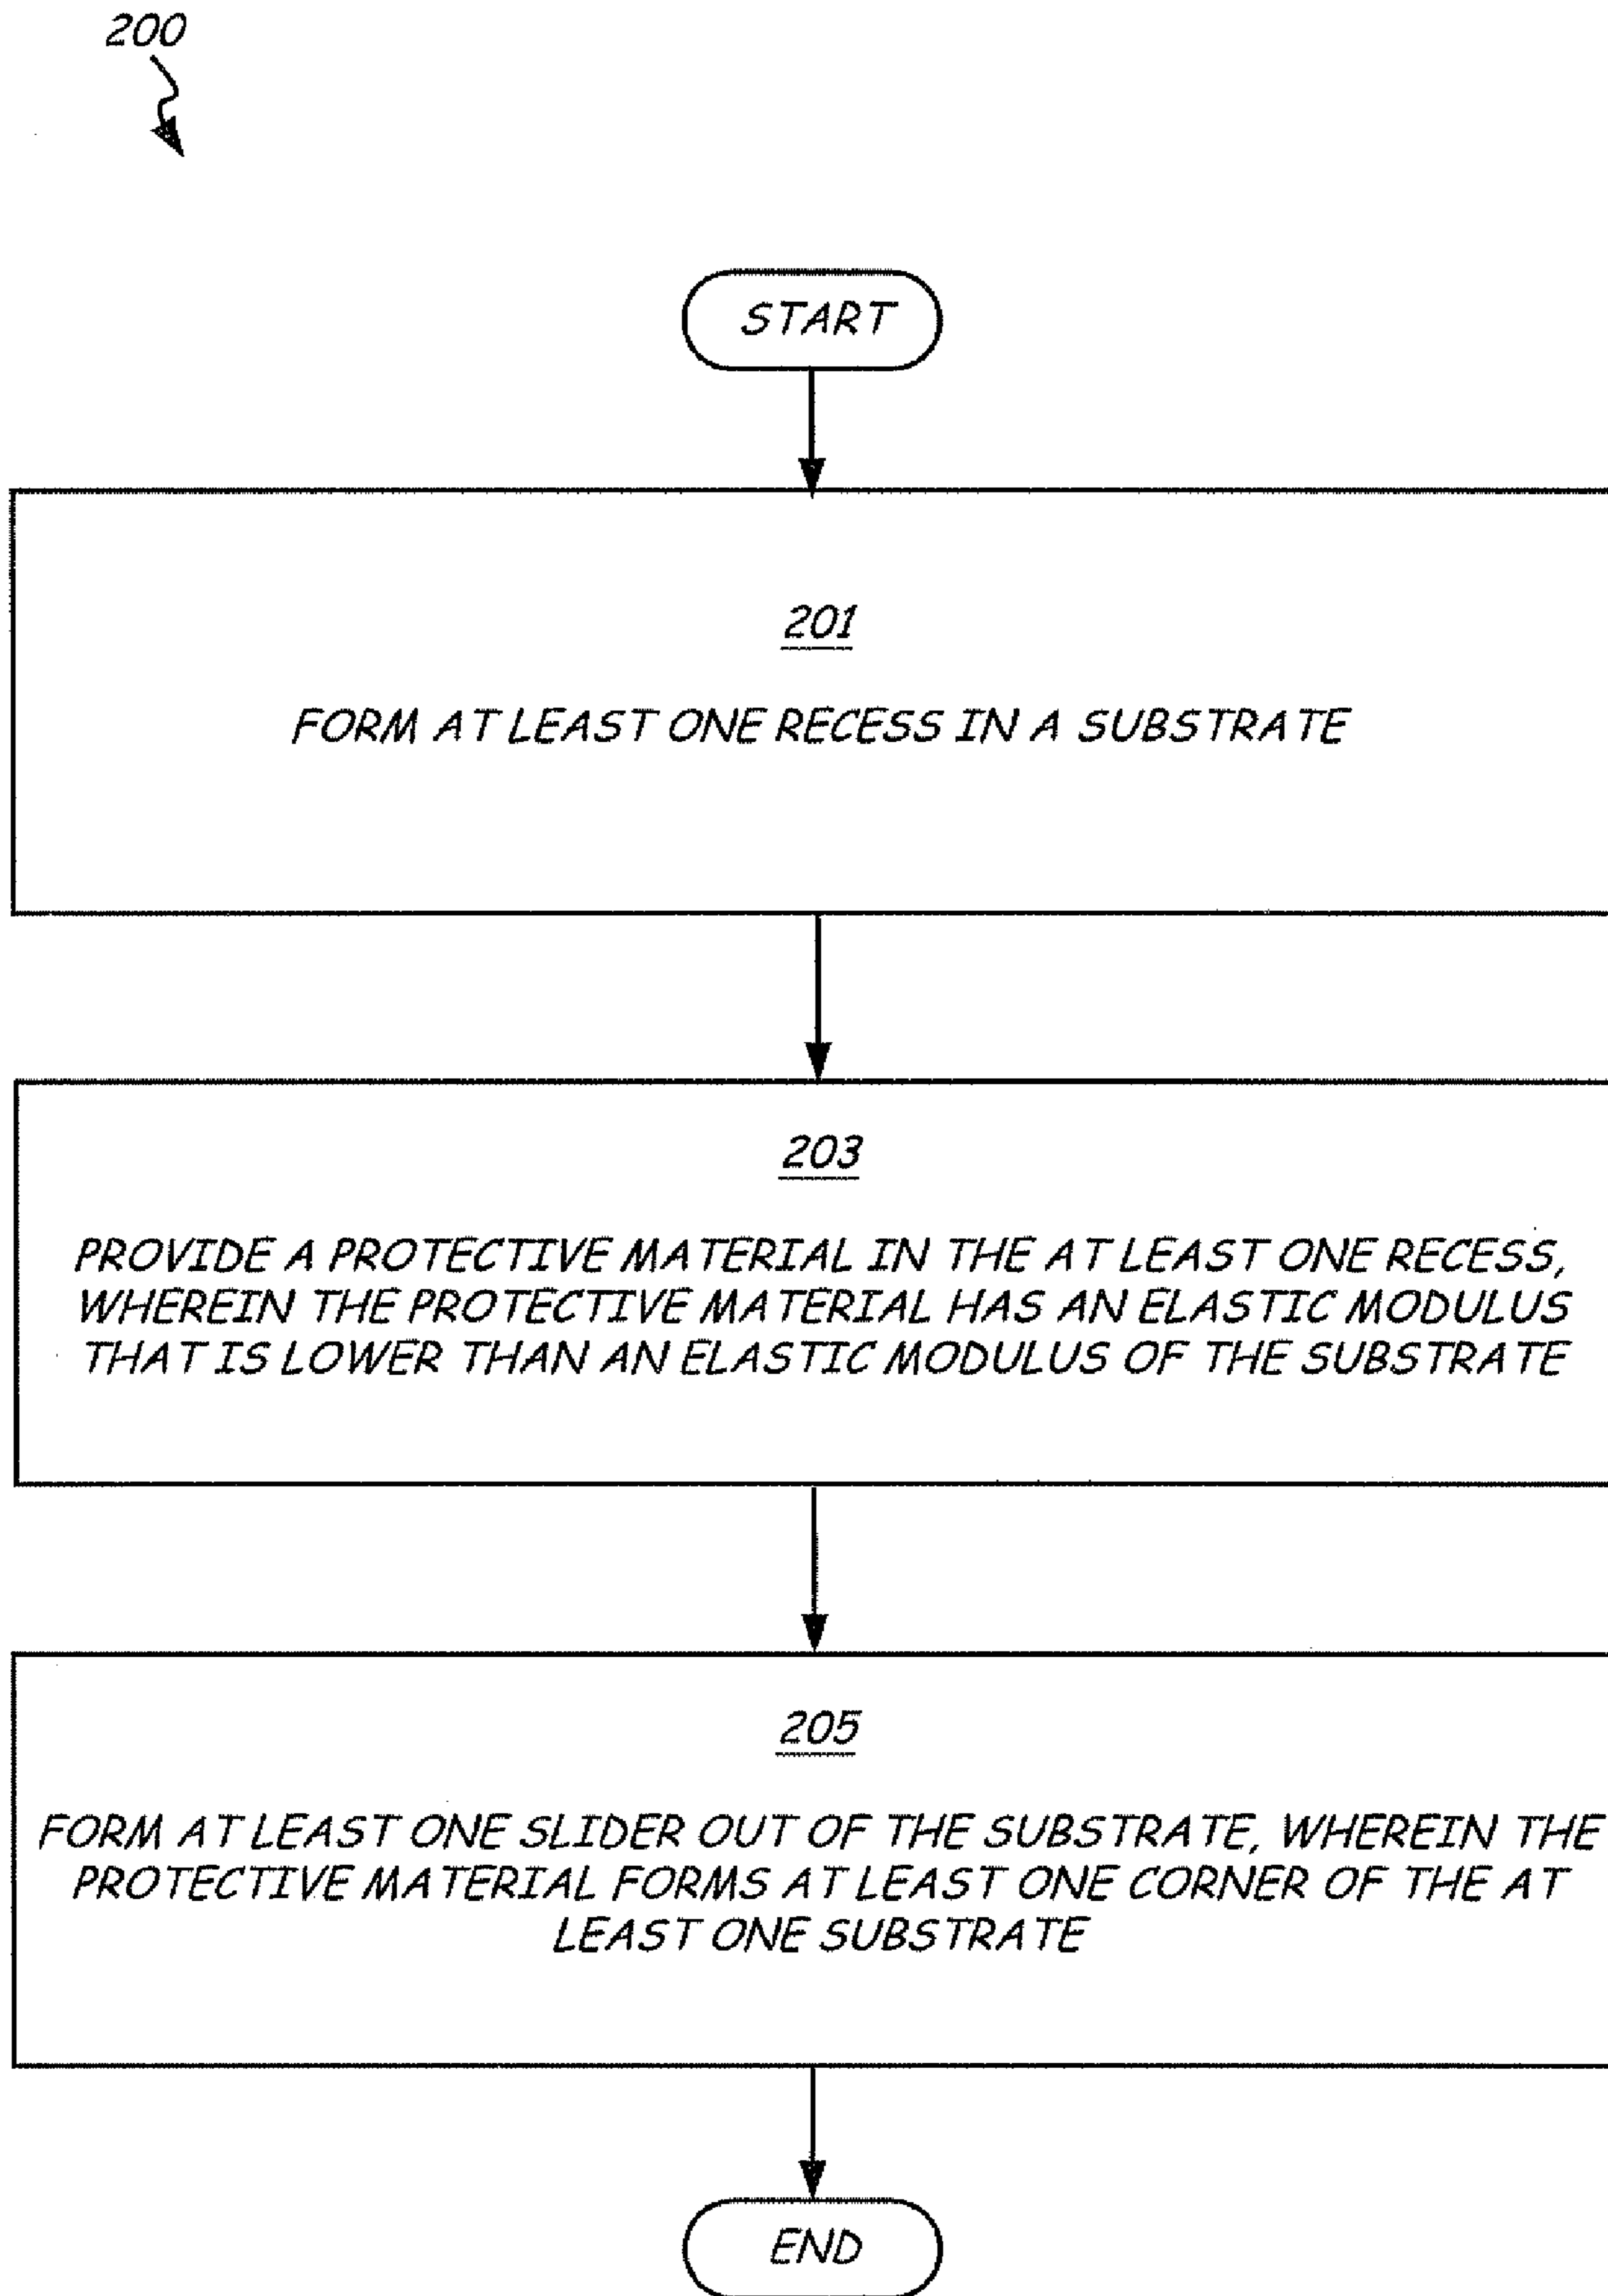 200
START
201
FORM AT LEAST ONE RECESS IN A SUBSTRATE
203
PROVIDE A PROTECTIVE MATERIAL IN THE AT LEAST ONE RECESS,
WHEREIN THE PROTECTIVE MATERIAL HAS AN ELASTIC MODULUS
THAT IS LOWER THAN AN ELASTIC MODULUS OF THE SUBSTRATE
205
FORM AT LEAST ONE SLIDER OUT OF THE SUBSTRATE, WHEREIN THE
PROTECTIVE MATERIAL FORMS AT LEAST ONE CORNER OF THE AT
LEAST ONE SUBSTRATE
END